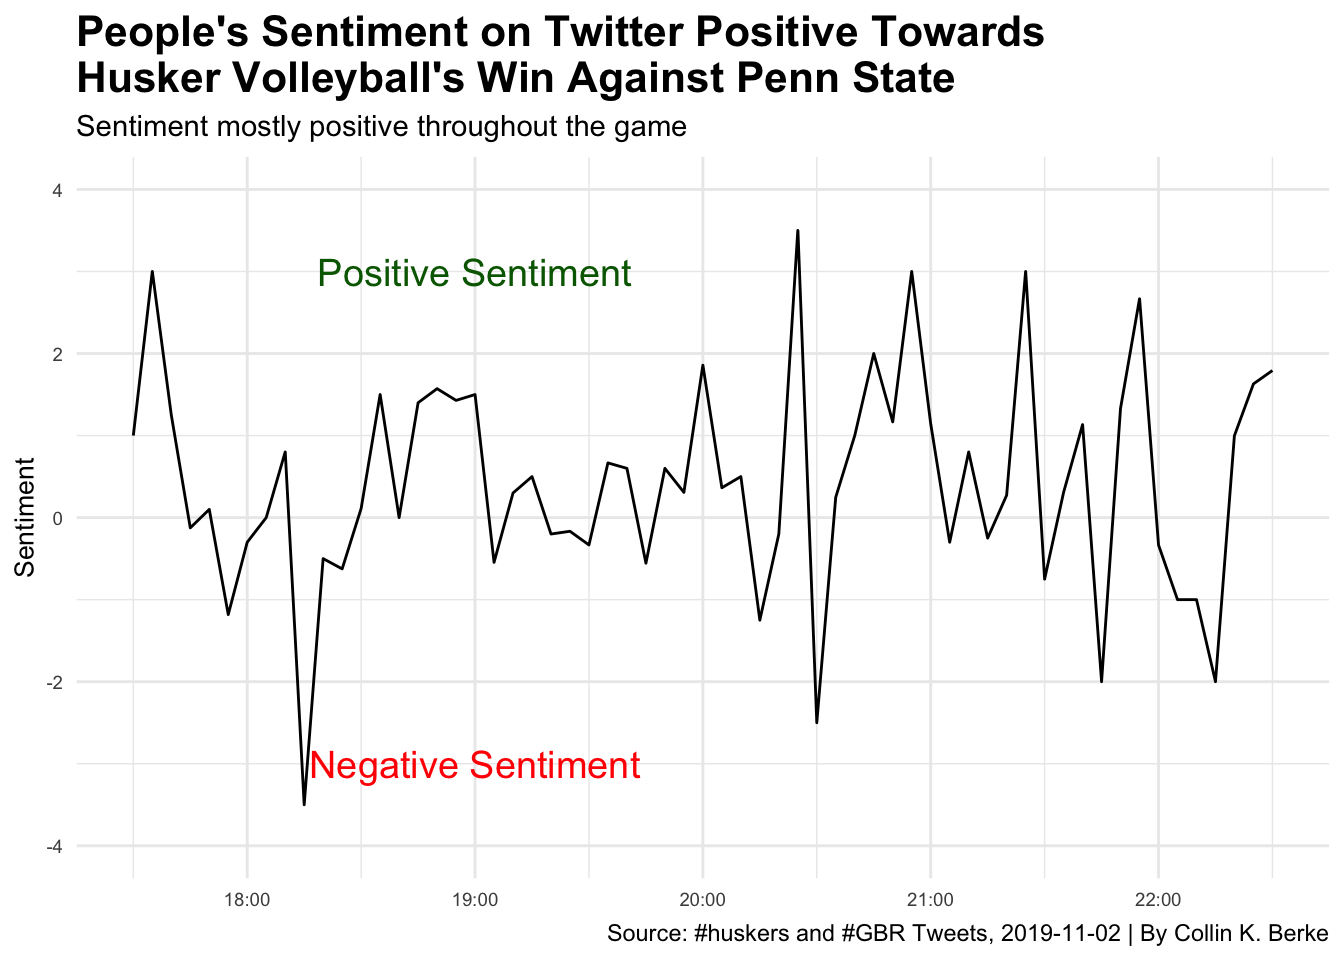 People's Sentiment on Twitter Positive Towards
Husker Volleyball's Win Against Penn State
Sentiment mostly positive throughout the game
4
Positive Sentiment
2
0
Sentiment
-2
Negative Sentiment
-4
18:00 19:00 20:00 21:00 22:00
Source: #huskers and #GBR Tweets, 2019-11-02 | By Collin K. Berke